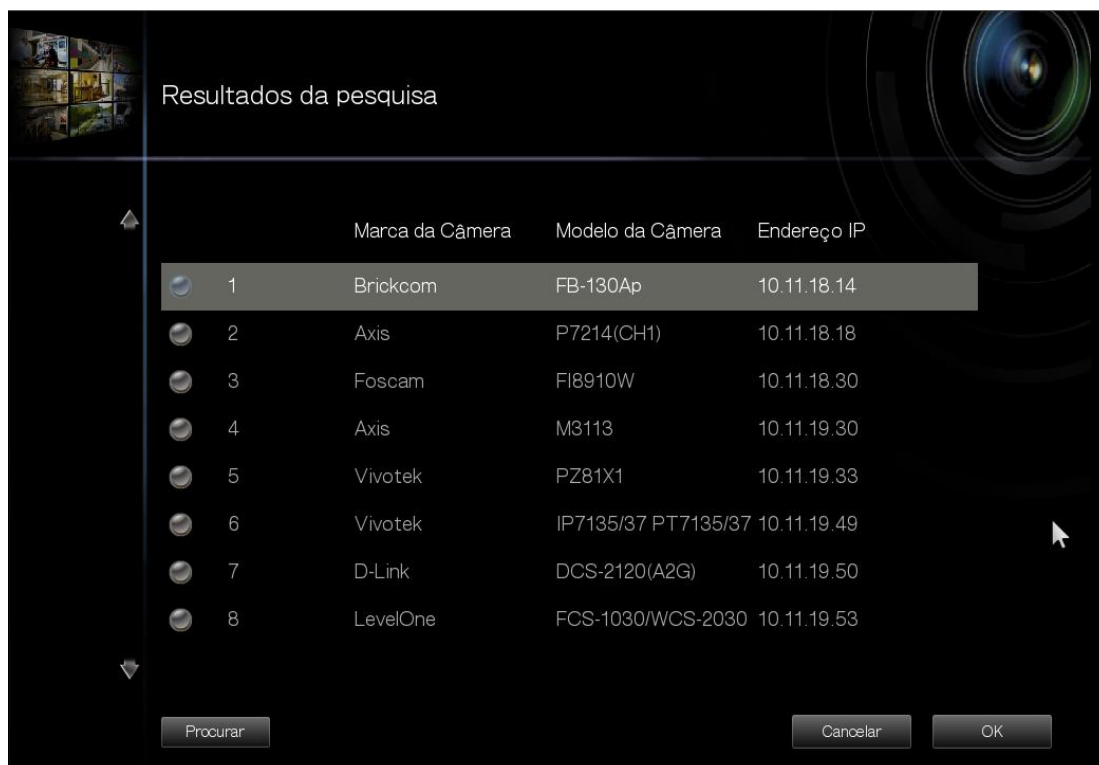 Resultados da pesquisa
Marca da Câmera Modelo da Câmera Endereço IP
1 Brickcom FB-130Ap 10.11.18.14
2 Axis P7214(CH1) 10.11.18.18
3 Foscam FI8910W 10.11.18.30
4 Axis M3113 10.11.19.30
5 Vivotek PZ81X1 10.11.19.33
6 Vivotek IP7135/37 PT7135/37 10.11.19.49
7 D-Link DCS-2120(A2G) 10.11.19.50
8 LevelOne FCS-1030/WCS-2030 10.11.19.53
Procurar Cancelar OK